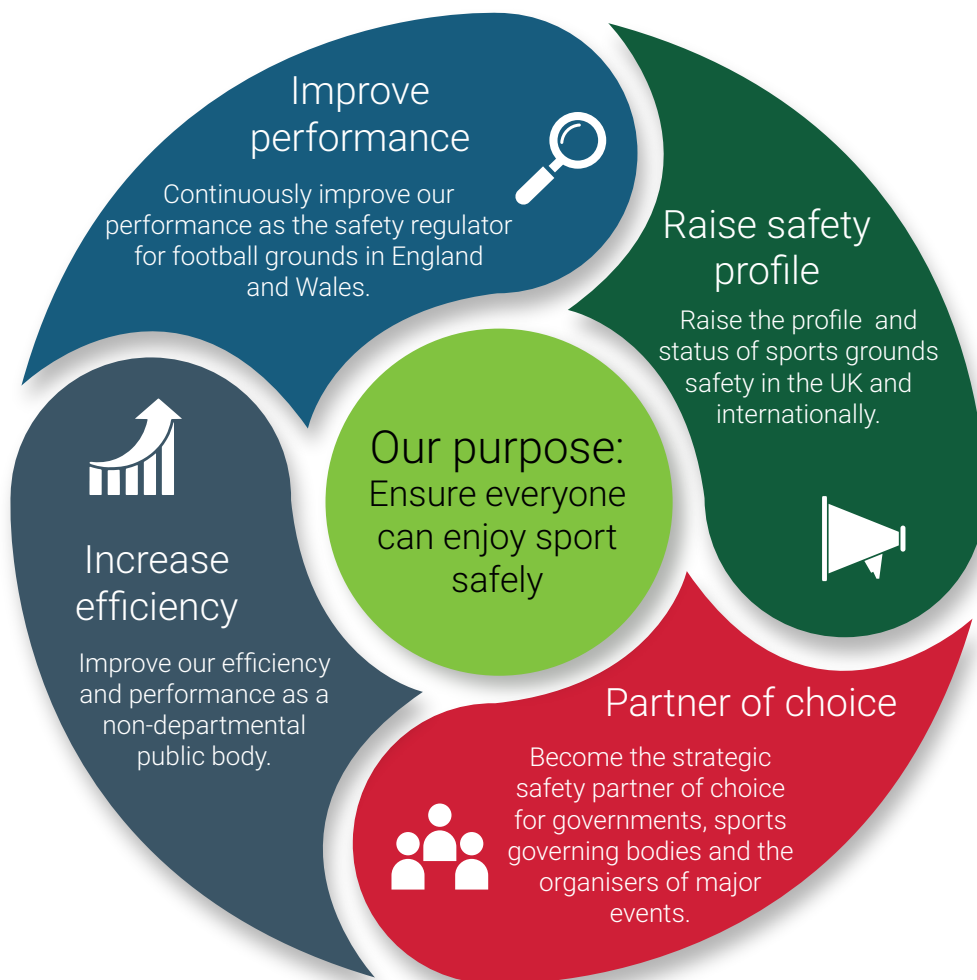 Improve
performance
Continuously improve our
performance as the safety regulator
for football grounds in England
and Wales.
Raise safety
profile
Raise the profile and
status of sports grounds
safety in the UK and
internationally.
Our purpose:
Ensure everyone
can enjoy sport
safely
Increase
efficiency
Improve our efficiency
and performance as a
non-departmental
public body.
Partner of choice
Become the strategic
safety partner of choice
for governments, sports
governing bodies and the
organisers of major
events.